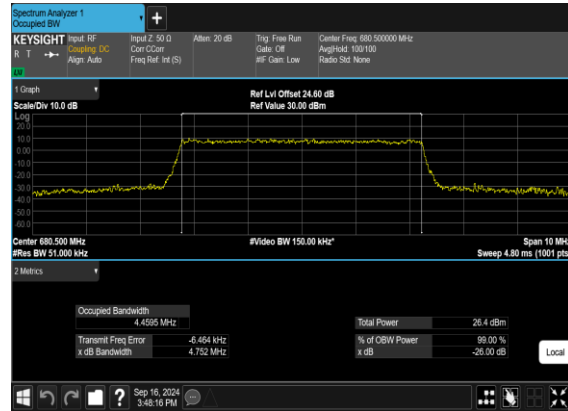 Spectrum Analyzer 1
Occupied BW
+
KEYSIGHT Input: RF Input Z: 50 Ω Atten: 20 dB Trig: Free Run Center Freq: 680.500000 MHz
R T Coupling: DC Corr CCorr Gate: Off Avg|Hold: 100/100
Align: Auto Freq Ref: Int (S) #IF Gain: Low Radio Std: None
1 Graph Ref Lvl Offset 24.60 dB
Scale/Div 10.0 dB Ref Value 30.00 dBm
Log
20.0
10.0
0.00
-10.0
-20.0
-30.0
-40.0
-50.0
-60.0
Center 680.500 MHz #Video BW 150.00 kHz* Span 10 MHz
#Res BW 51.000 kHz Sweep 4.80 ms (1001 pts
2 Metrics
Occupied Bandwidth
4.4595 MHz Total Power 26.4 dBm
Transmit Freq Error -6.464 kHz % of OBW Power 99.00 %
x dB Bandwidth 4.752 MHz x dB -26.00 dB
Local
? Sep 16, 2024
3:48:16 PM